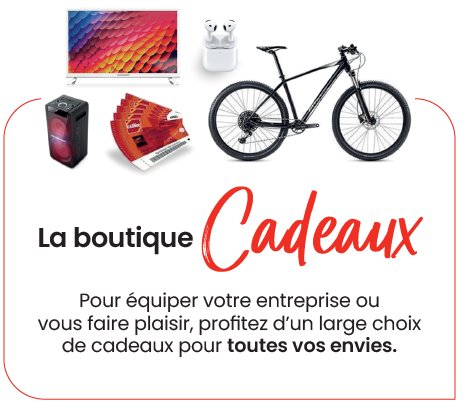 La boutique Cadeaux
Pour équiper votre entreprise ou
vous faire plaisir, profitez d’un large choix
de cadeaux pour toutes vos envies.